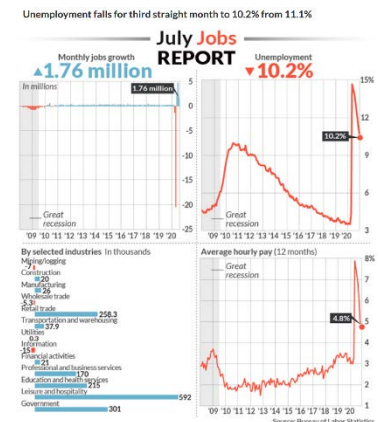 Unemployment falls for third straight month to 10.2% from 11.1%
July Jobs
REPORT
Monthly jobs growth
▲1.76 million
Unemployment
▼10.2%
In millions
1.76 million
5
0
-5
-10
-15
-20
-25
Great
recession
'09 '10 '11 '12 '13 '14 '15 '16 '17 '18 '19 '20
15%
12
9
6
3
10.2%
Great
recession
'09 '10 '11 '12 '13 '14 '15 '16 '17 '18 '19 '20
By selected industries In thousands
Mining/logging
-7
Construction
20
Manufacturing
26
Wholesale trade
-5.3
Retail trade
258.3
Transportation and warehousing
37.9
Utilities
0.3
Information
-15
Financial activities
21
Professional and business services
170
Education and health services
215
Leisure and hospitality
592
Government
301
Average hourly pay (12 months)
8%
7
6
5
4
3
2
1
Great
recession
4.8%
'09 '10 '11 '12 '13 '14 '15 '16 '17 '18 '19 '20
Source: Bureau of Labor Statistics